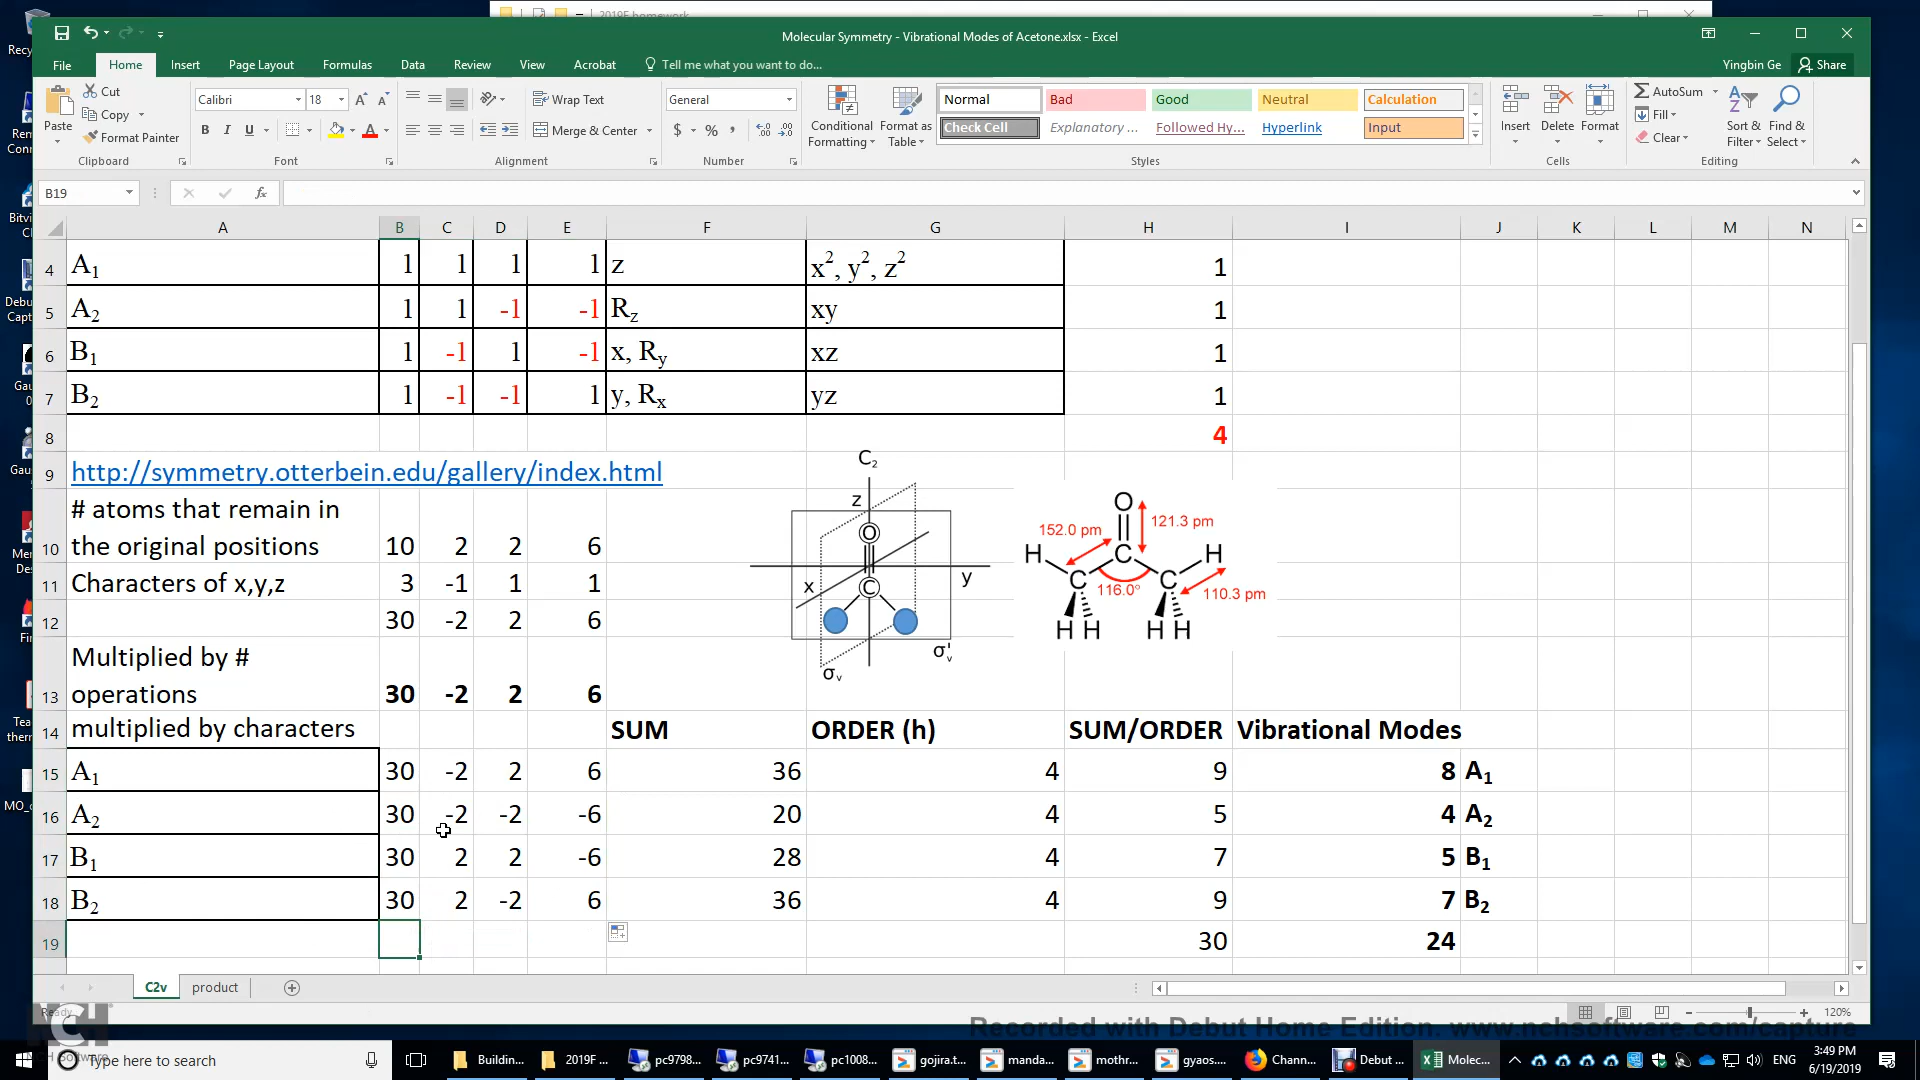 2019F homework
Molecular Symmetry - Vibrational Modes of Acetone.xlsx - Excel
File Home Insert Page Layout Formulas Data Review View Acrobat Tell me what you want to do... Yingbin Ge Share
Paste
Cut
Copy
Format Painter
Clipboard
Calibri 18
B I U
Font
Wrap Text
Merge & Center
Alignment
General
$ % ,
Number
Conditional Formatting
Format as Table
Normal Bad Good Neutral Calculation
Check Cell Explanatory ... Followed Hy... Hyperlink Input
Styles
Insert Delete Format
Cells
AutoSum
Fill
Clear
Sort & Filter
Find & Select
Editing
B19 fx
A B C D E F G H I J K L M N
4 A₁ 1 1 1 1 z x², y², z² 1
5 A₂ 1 1 -1 -1 R_z xy 1
6 B₁ 1 -1 1 -1 x, R_y xz 1
7 B₂ 1 -1 -1 1 y, R_x yz 1
8 4
9 http://symmetry.otterbein.edu/gallery/index.html
# atoms that remain in
10 the original positions 10 2 2 6
11 Characters of x,y,z 3 -1 1 1
12 30 -2 2 6
Multiplied by #
13 operations 30 -2 2 6
14 multiplied by characters SUM ORDER (h) SUM/ORDER Vibrational Modes
15 A₁ 30 -2 2 6 36 4 9 8 A₁
16 A₂ 30 -2 -2 -6 20 4 5 4 A₂
17 B₁ 30 2 2 -6 28 4 7 5 B₁
18 B₂ 30 2 -2 6 36 4 9 7 B₂
19 30 24
C₂
z
O
x
C
y
σv
σ'v
O
152.0 pm
121.3 pm
H C H
C 116.0° C
110.3 pm
H H H H
C2v product
Ready
120%
NCH
NCH Software
Recorded with Debut Home Edition. www.nchsoftware.com/capture
Type here to search
Buildin... 2019F ... pc9798... pc9741... pc1008... gojira.t... manda... mothr... gyaos.... Chann... Debut ... Molec...
ENG
3:49 PM
6/19/2019